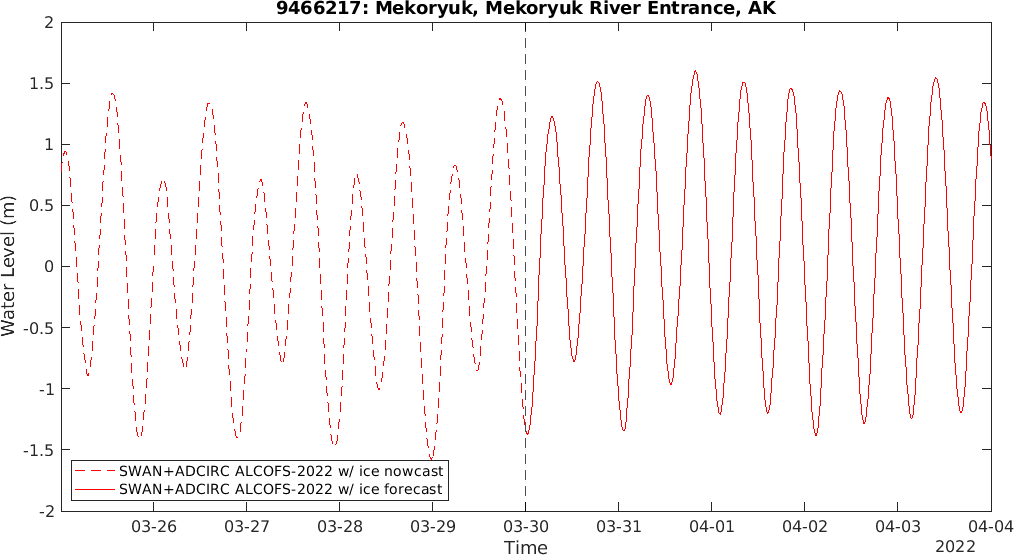 9466217: Mekoryuk, Mekoryuk River Entrance, AK
2
1.5
1
0.5
0
-0.5
-1
-1.5
-2
Water Level (m)
SWAN+ADCIRC ALCOFS-2022 w/ ice nowcast
SWAN+ADCIRC ALCOFS-2022 w/ ice forecast
03-26 03-27 03-28 03-29 03-30 03-31 04-01 04-02 04-03 04-04
Time
2022